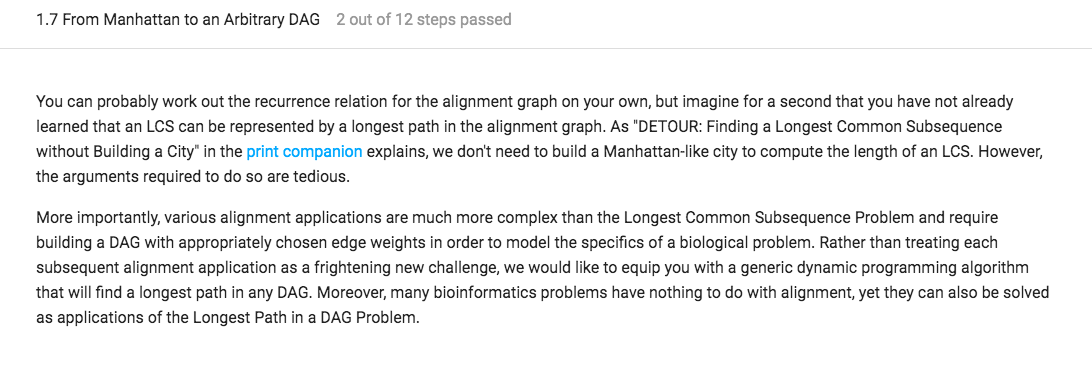 1.7 From Manhattan to an Arbitrary DAG 2 out of 12 steps passed
You can probably work out the recurrence relation for the alignment graph on your own, but imagine for a second that you have not already
learned that an LCS can be represented by a longest path in the alignment graph. As "DETOUR: Finding a Longest Common Subsequence
without Building a City" in the print companion explains, we don't need to build a Manhattan-like city to compute the length of an LCS. However,
the arguments required to do so are tedious.
More importantly, various alignment applications are much more complex than the Longest Common Subsequence Problem and require
building a DAG with appropriately chosen edge weights in order to model the specifics of a biological problem. Rather than treating each
subsequent alignment application as a frightening new challenge, we would like to equip you with a generic dynamic programming algorithm
that will find a longest path in any DAG. Moreover, many bioinformatics problems have nothing to do with alignment, yet they can also be solved
as applications of the Longest Path in a DAG Problem.